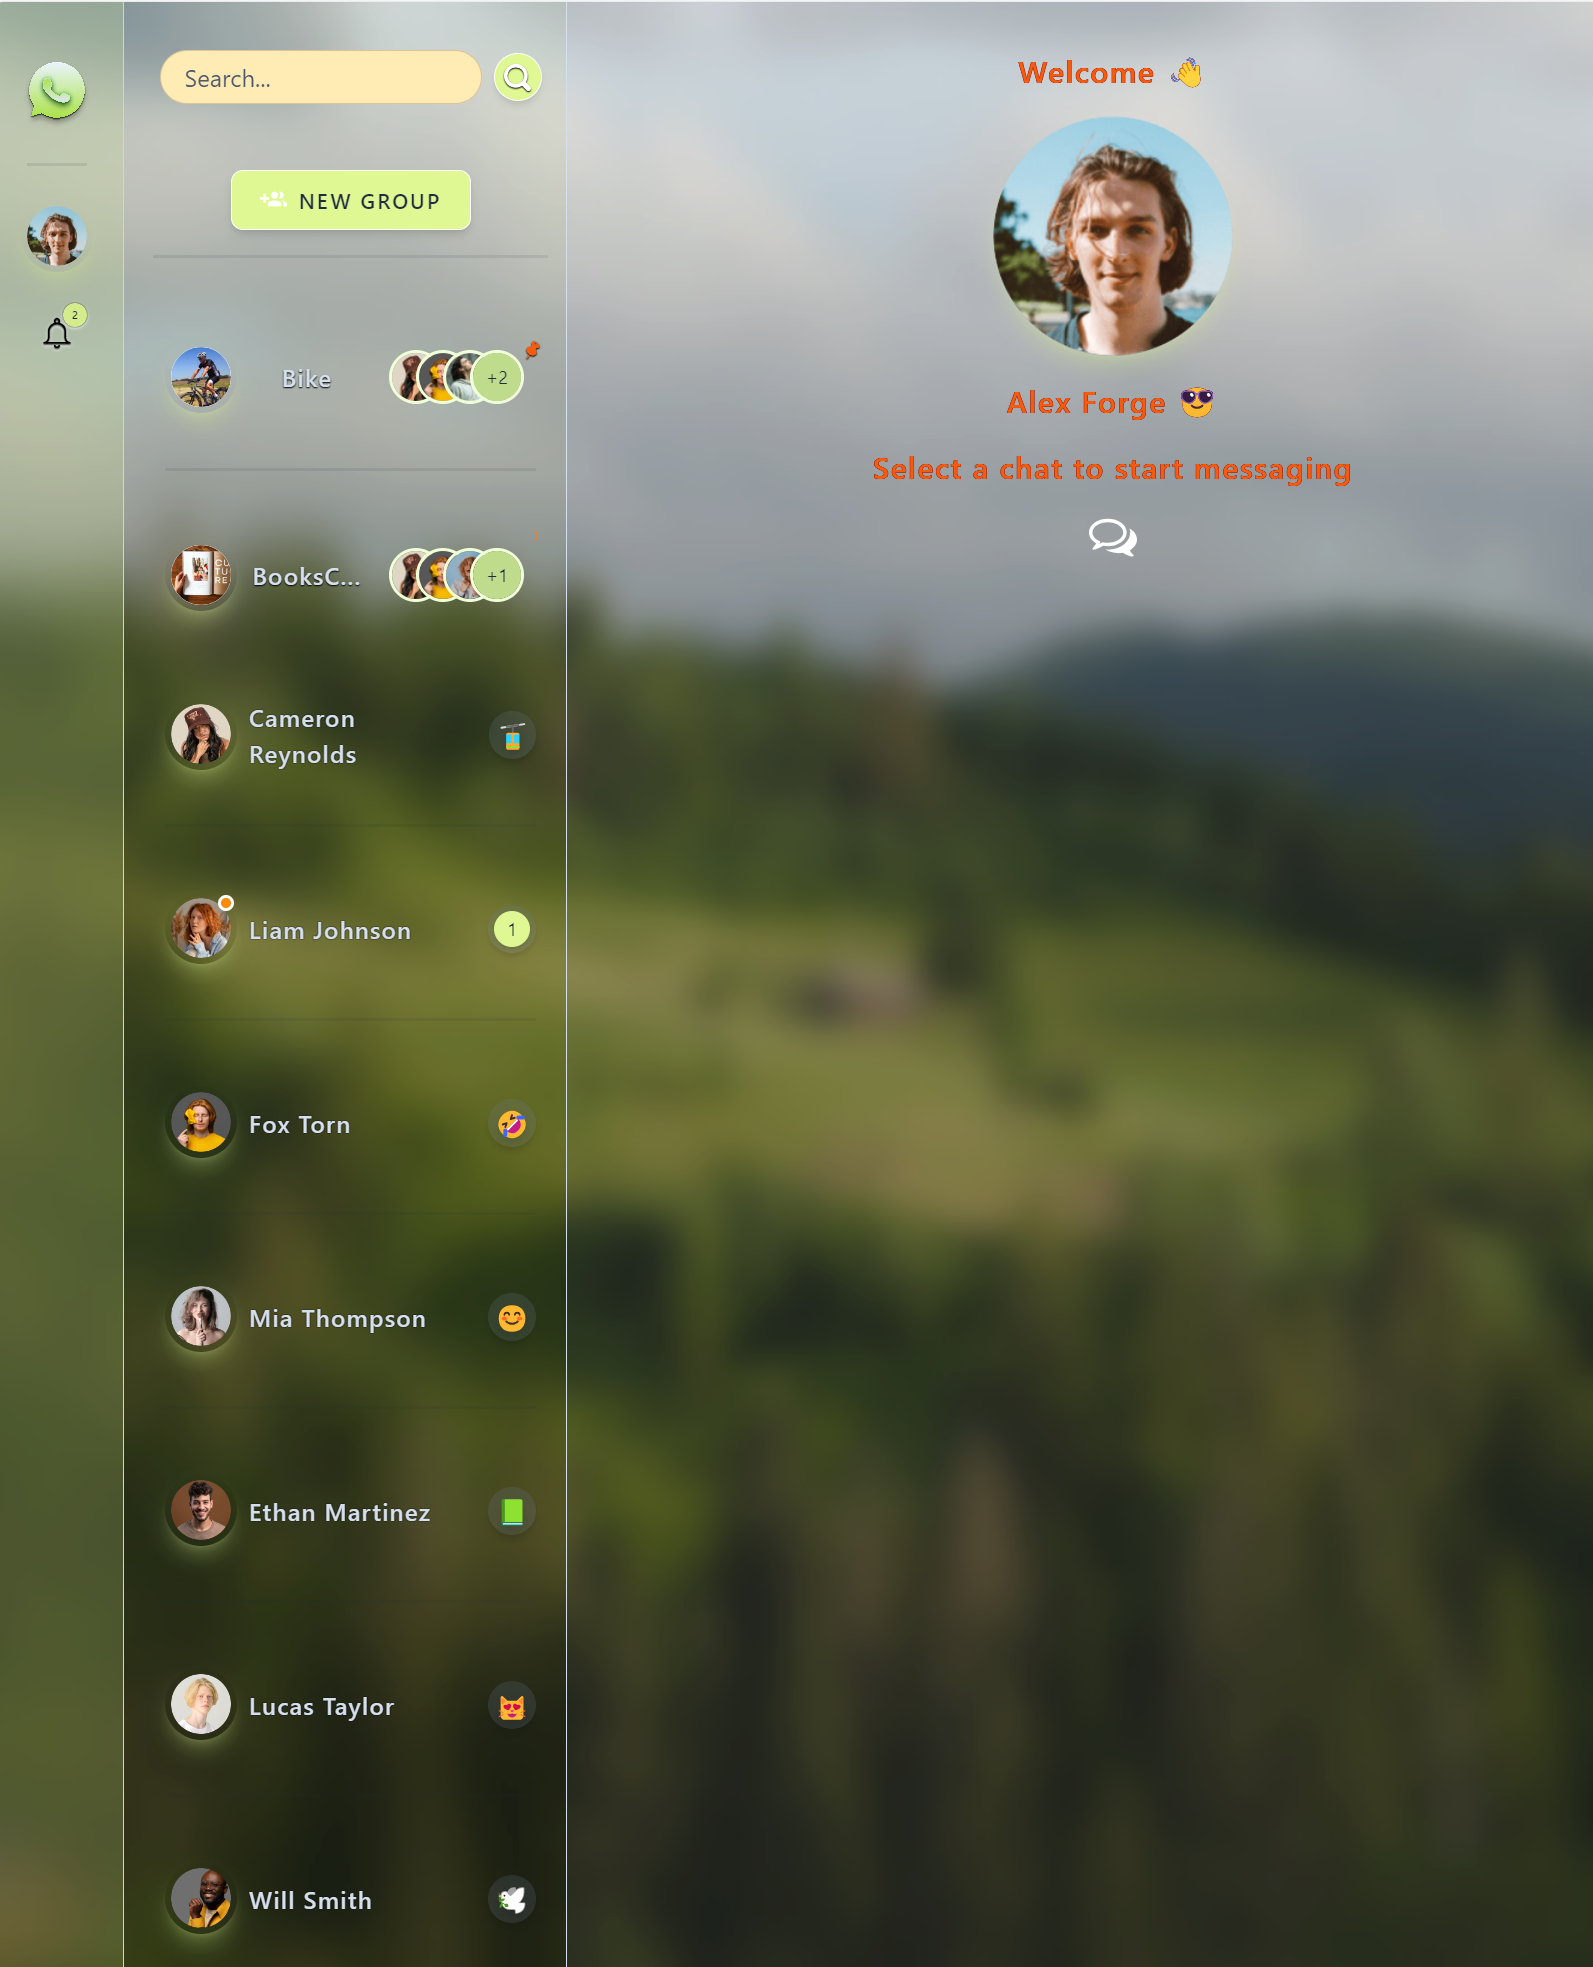 Search...
NEW GROUP
2
Bike
+2
BooksC...
+1
Cameron
Reynolds
Liam Johnson
1
Fox Torn
Mia Thompson
Ethan Martinez
Lucas Taylor
Will Smith
Welcome 👋
Alex Forge 😎
Select a chat to start messaging